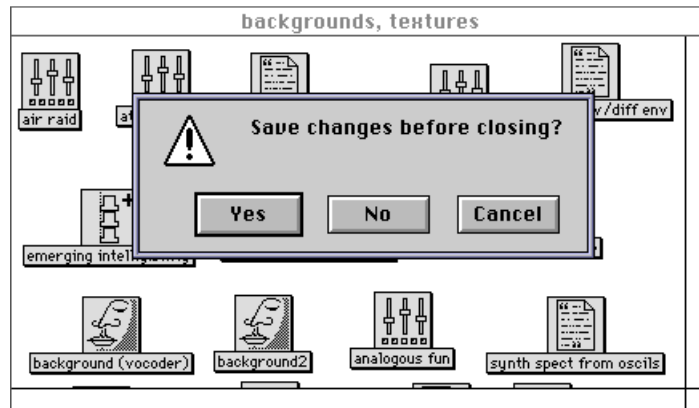 backgrounds, textures
air raid
v/diff env
Save changes before closing?
Yes
No
Cancel
emerging
background (vocoder)
background2
analogous fun
synth spect from oscils